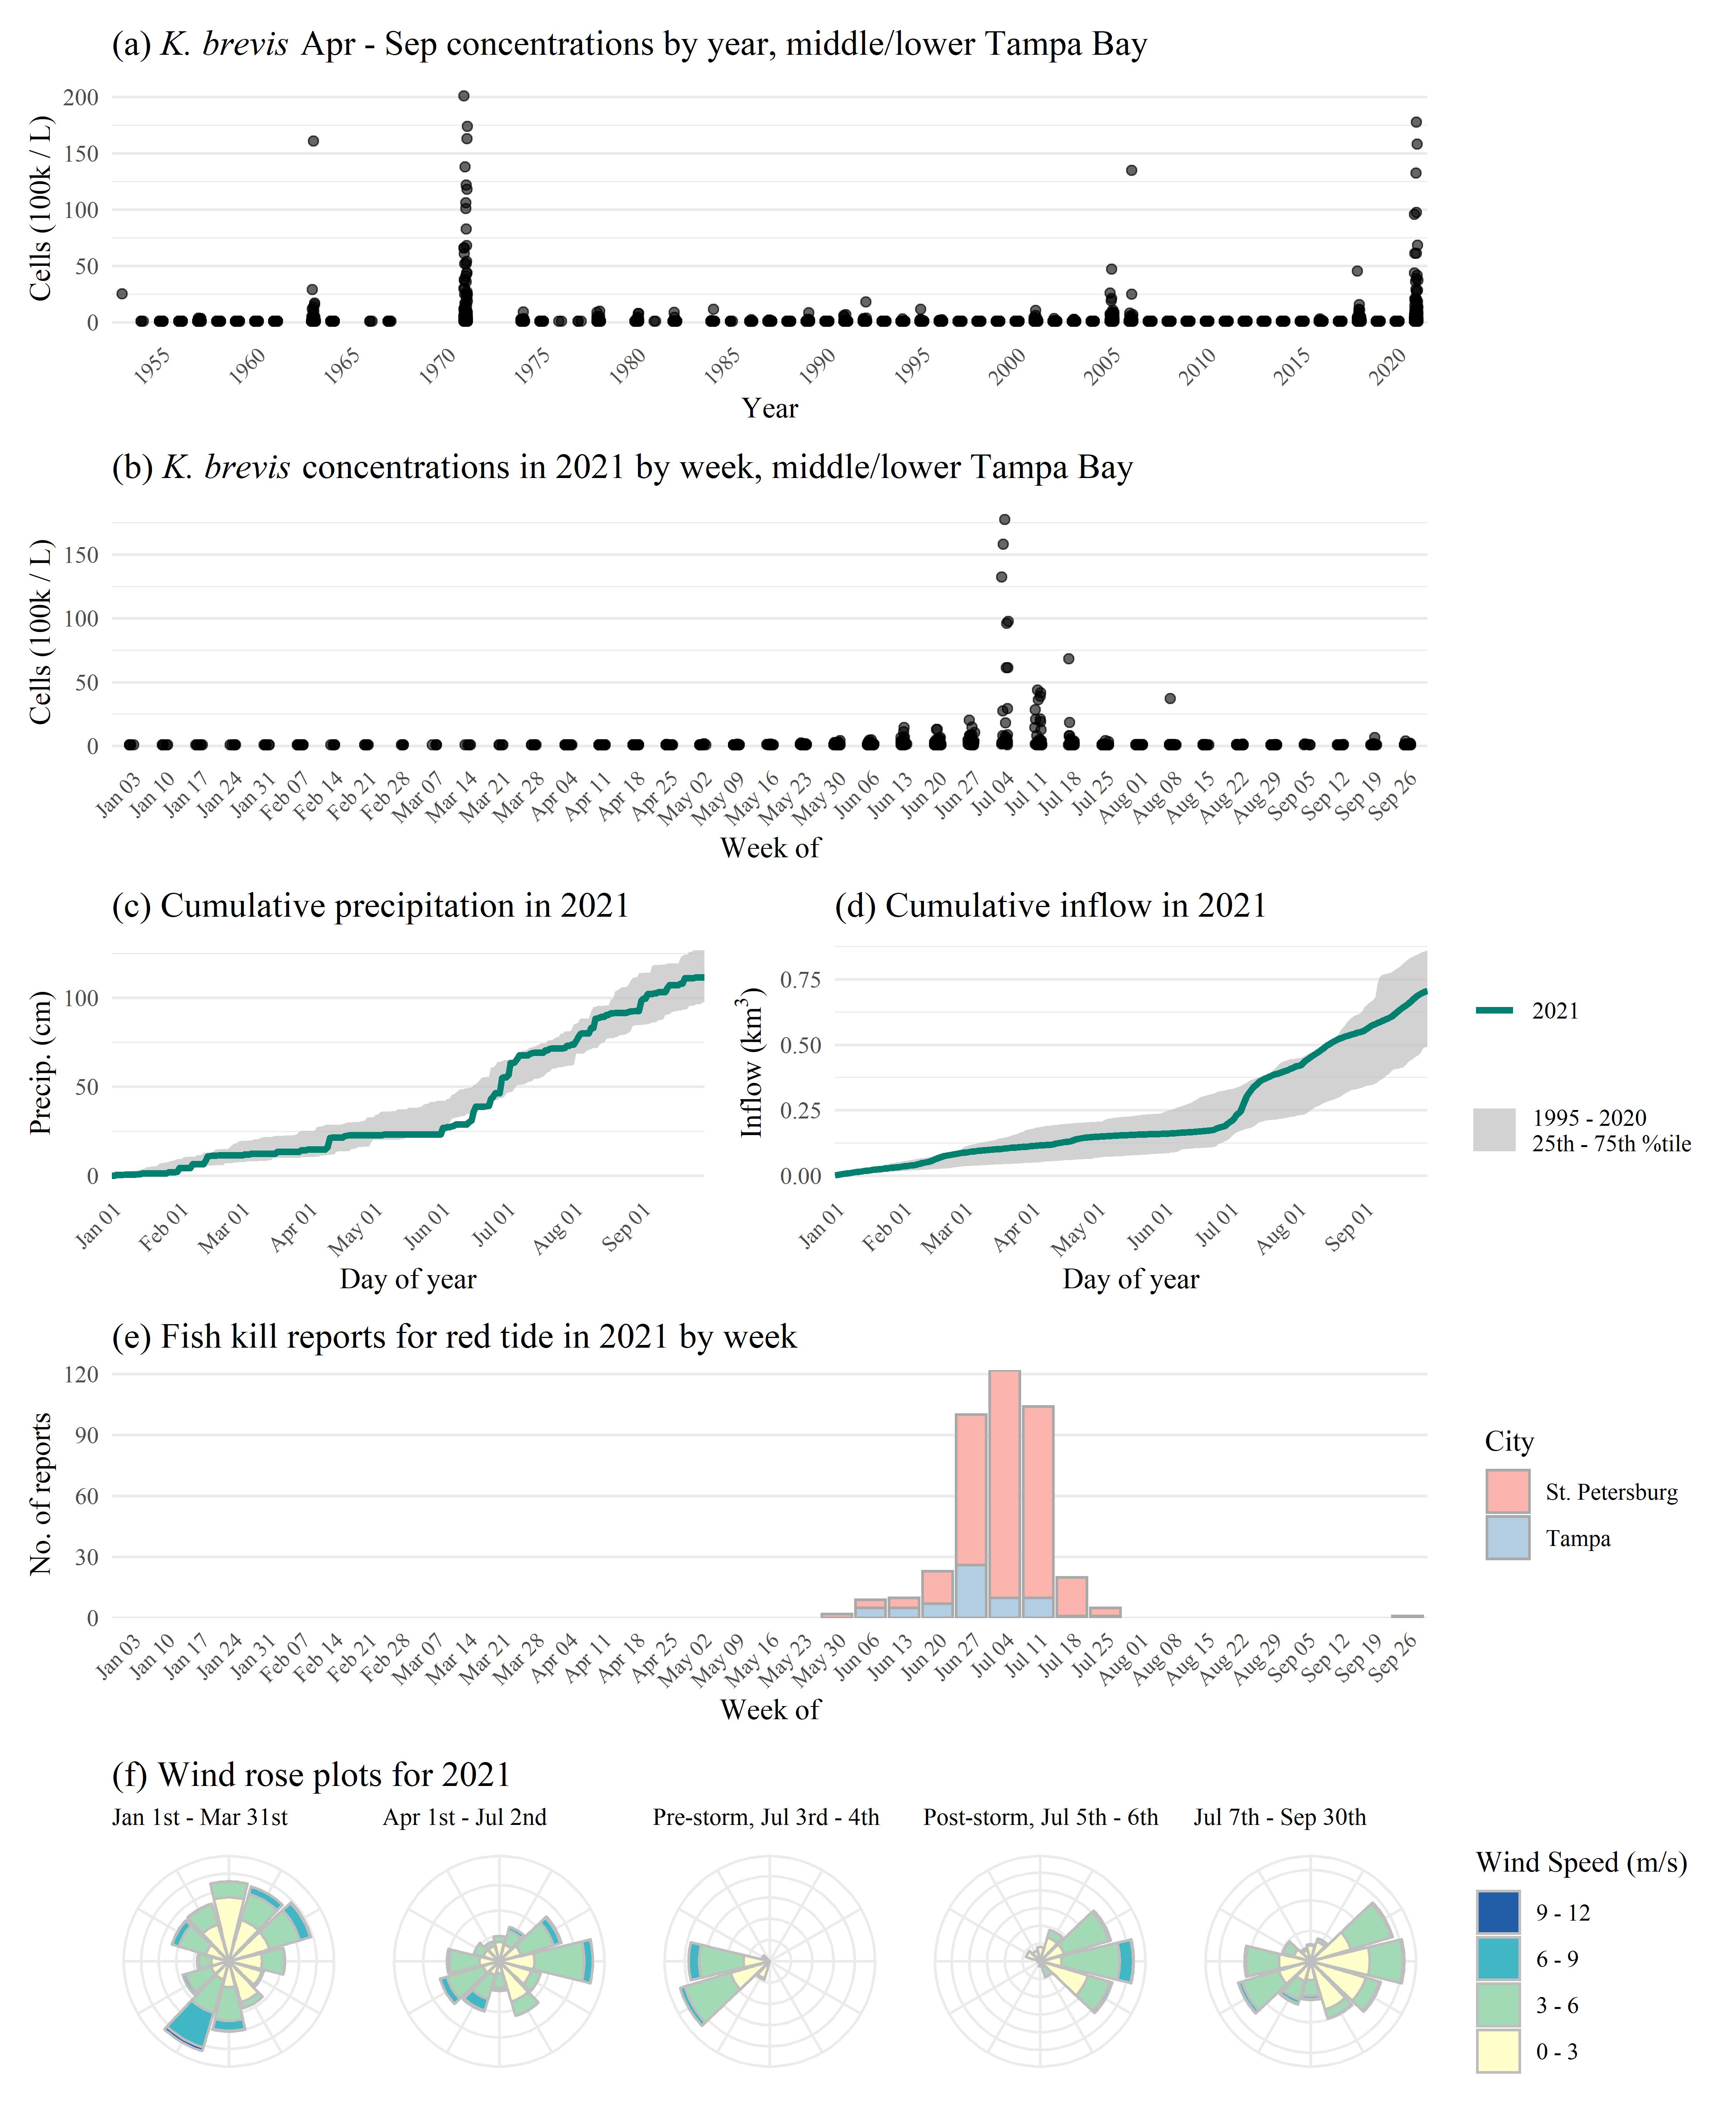 (a) K. brevis Apr - Sep concentrations by year, middle/lower Tampa Bay
Cells (100k / L)
200
150
100
50
0
1955 1960 1965 1970 1975 1980 1985 1990 1995 2000 2005 2010 2015 2020
Year
(b) K. brevis concentrations in 2021 by week, middle/lower Tampa Bay
Cells (100k / L)
150
100
50
0
Jan 03 Jan 10 Jan 17 Jan 24 Jan 31 Feb 07 Feb 14 Feb 21 Feb 28 Mar 07 Mar 14 Mar 21 Mar 28 Apr 04 Apr 11 Apr 18 Apr 25 May 02 May 09 May 16 May 23 May 30 Jun 06 Jun 13 Jun 20 Jun 27 Jul 04 Jul 11 Jul 18 Jul 25 Aug 01 Aug 08 Aug 15 Aug 22 Aug 29 Sep 05 Sep 12 Sep 19 Sep 26
Week of
(c) Cumulative precipitation in 2021
Precip. (cm)
100
50
0
Jan 01 Feb 01 Mar 01 Apr 01 May 01 Jun 01 Jul 01 Aug 01 Sep 01
Day of year
(d) Cumulative inflow in 2021
Inflow (km³)
0.75
0.50
0.25
0.00
Jan 01 Feb 01 Mar 01 Apr 01 May 01 Jun 01 Jul 01 Aug 01 Sep 01
Day of year
2021
1995 - 2020
25th - 75th %tile
(e) Fish kill reports for red tide in 2021 by week
No. of reports
120
90
60
30
0
Jan 03 Jan 10 Jan 17 Jan 24 Jan 31 Feb 07 Feb 14 Feb 21 Feb 28 Mar 07 Mar 14 Mar 21 Mar 28 Apr 04 Apr 11 Apr 18 Apr 25 May 02 May 09 May 16 May 23 May 30 Jun 06 Jun 13 Jun 20 Jun 27 Jul 04 Jul 11 Jul 18 Jul 25 Aug 01 Aug 08 Aug 15 Aug 22 Aug 29 Sep 05 Sep 12 Sep 19 Sep 26
Week of
City
St. Petersburg
Tampa
(f) Wind rose plots for 2021
Jan 1st - Mar 31st
Apr 1st - Jul 2nd
Pre-storm, Jul 3rd - 4th
Post-storm, Jul 5th - 6th
Jul 7th - Sep 30th
Wind Speed (m/s)
9 - 12
6 - 9
3 - 6
0 - 3